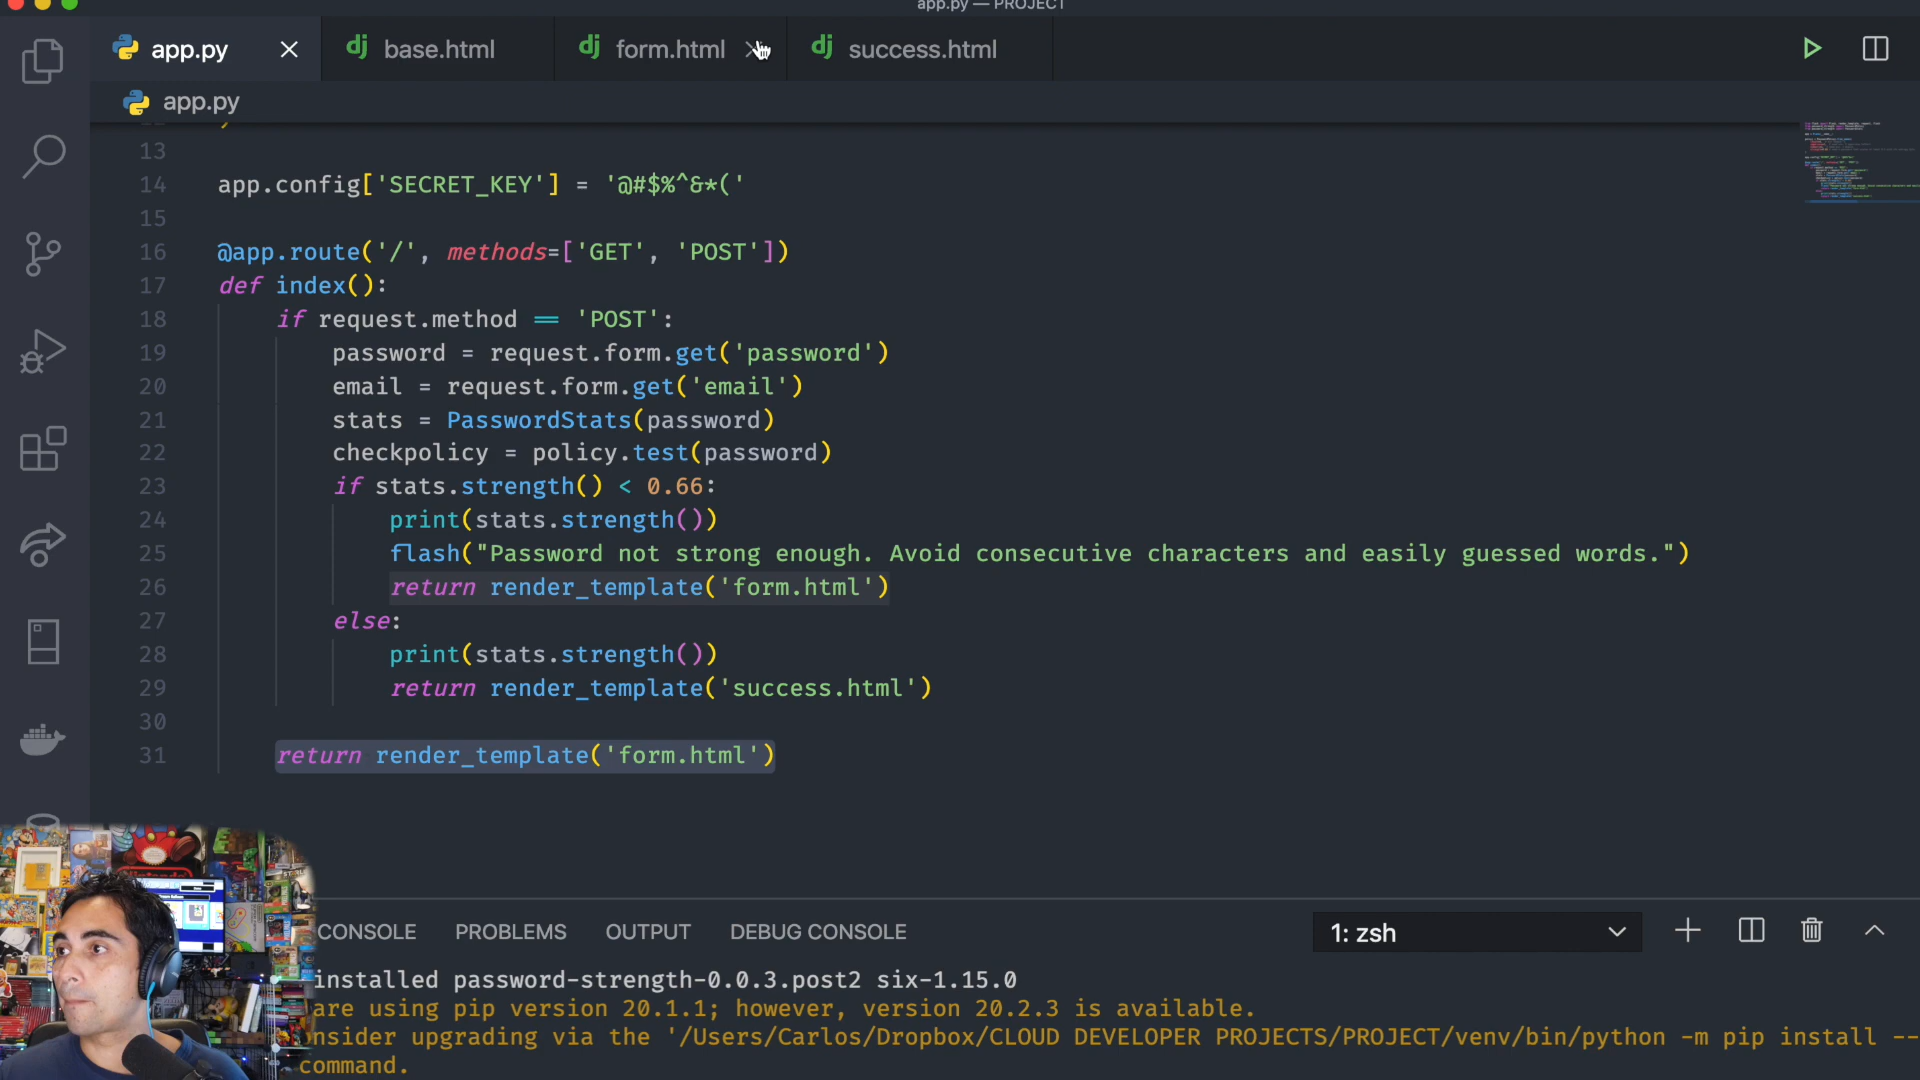 app.py — PROJECT
app.py
base.html
form.html
success.html
app.py
13
14 app.config['SECRET_KEY'] = '@#$%^&*('
15
16 @app.route('/', methods=['GET', 'POST'])
17 def index():
18 if request.method == 'POST':
19 password = request.form.get('password')
20 email = request.form.get('email')
21 stats = PasswordStats(password)
22 checkpolicy = policy.test(password)
23 if stats.strength() < 0.66:
24 print(stats.strength())
25 flash("Password not strong enough. Avoid consecutive characters and easily guessed words.")
26 return render_template('form.html')
27 else:
28 print(stats.strength())
29 return render_template('success.html')
30
31 return render_template('form.html')
CONSOLE PROBLEMS OUTPUT DEBUG CONSOLE 1: zsh
installed password-strength-0.0.3.post2 six-1.15.0
are using pip version 20.1.1; however, version 20.2.3 is available.
nsider upgrading via the '/Users/Carlos/Dropbox/CLOUD DEVELOPER PROJECTS/PROJECT/venv/bin/python -m pip install --
command.